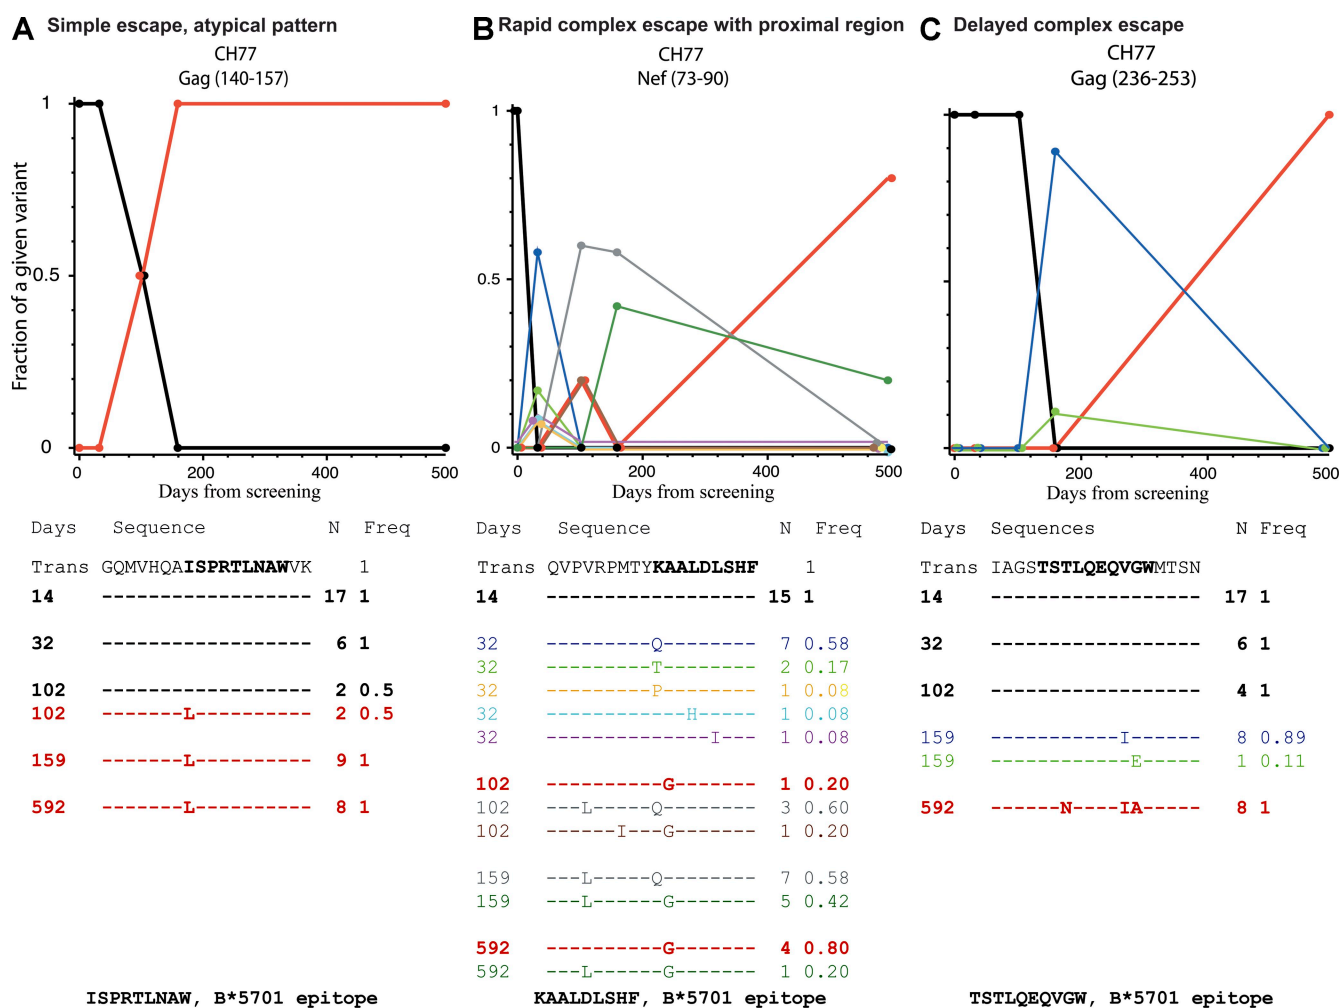 A Simple escape, atypical pattern
CH77
Gag (140-157)
Fraction of a given variant
1
0.5
0
200
400
500
Days from screening
Days Sequence N Freq
Trans GQMVHQAISPRTLNAWVK 1
14 ------------------ 17 1
32 ------------------ 6 1
102 ------------------ 2 0.5
102 -------L---------- 2 0.5
159 -------L---------- 9 1
592 -------L---------- 8 1
ISPRTLNAW, B*5701 epitope
B Rapid complex escape with proximal region
CH77
Nef (73-90)
1
0.5
0
0
200
400
500
Days from screening
Days Sequence N Freq
Trans QVPVRPMTYKAALDLSHF 1
14 ------------------ 15 1
32 ---------Q-------- 7 0.58
32 ---------T-------- 2 0.17
32 ---------P-------- 1 0.08
32 ------------H----- 1 0.08
32 --------------I--- 1 0.08
102 ----------G------- 1 0.20
102 ---L-----Q-------- 3 0.60
102 ------I---G------- 1 0.20
159 ---L-----Q-------- 7 0.58
159 ---L------G------- 5 0.42
592 ----------G------- 4 0.80
592 ---L------G------- 1 0.20
KAALDLSHF, B*5701 epitope
C Delayed complex escape
CH77
Gag (236-253)
0
200
400
500
Days from screening
Days Sequences N Freq
Trans IAGSTSTLQEQVGWMTSN 1
14 ------------------ 17 1
32 ------------------ 6 1
102 ------------------ 4 1
159 -----------I------ 8 0.89
159 ------------E----- 1 0.11
592 ------N----IA----- 8 1
TSTLQEQVGW, B*5701 epitope